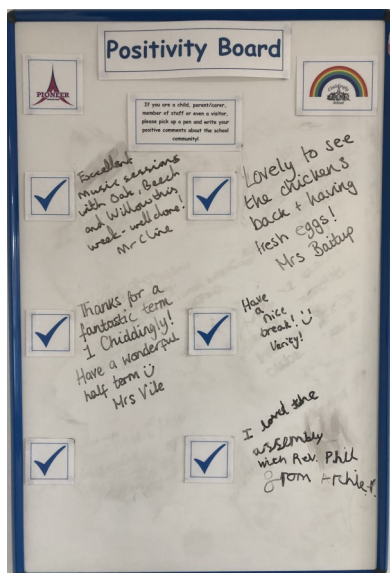 Positivity Board
PIONEER
Chiddingly
School
If you are a child, parent/carer,
member of staff or even a visitor,
please pick up a pen and write your
positive comments about the school
community!
Excellent
music sessions
with Oak, Beech
and Willow this
week - well done!
Mr Cline
Lovely to see
the chickens
back + having
fresh eggs!
Mrs Baitup
Thanks for a
fantastic term
1 Chiddingly!
Have a wonderful
half term
Mrs Vile
Have
a nice
break!
Verity!
I loved the
assembly
with Rev. Phil
from Archie.